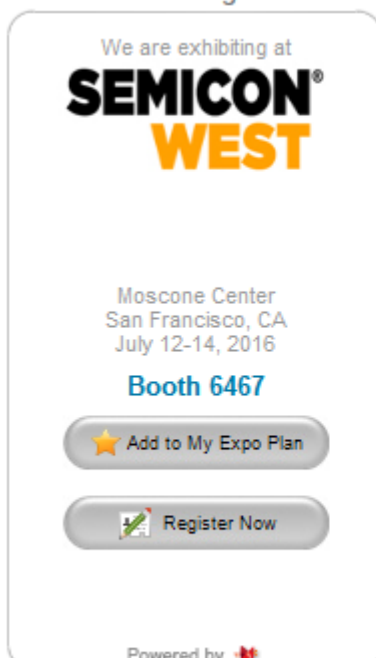 We are exhibiting at
SEMICON®
WEST
Moscone Center
San Francisco, CA
July 12-14, 2016
Booth 6467
Add to My Expo Plan
Register Now
Powered by